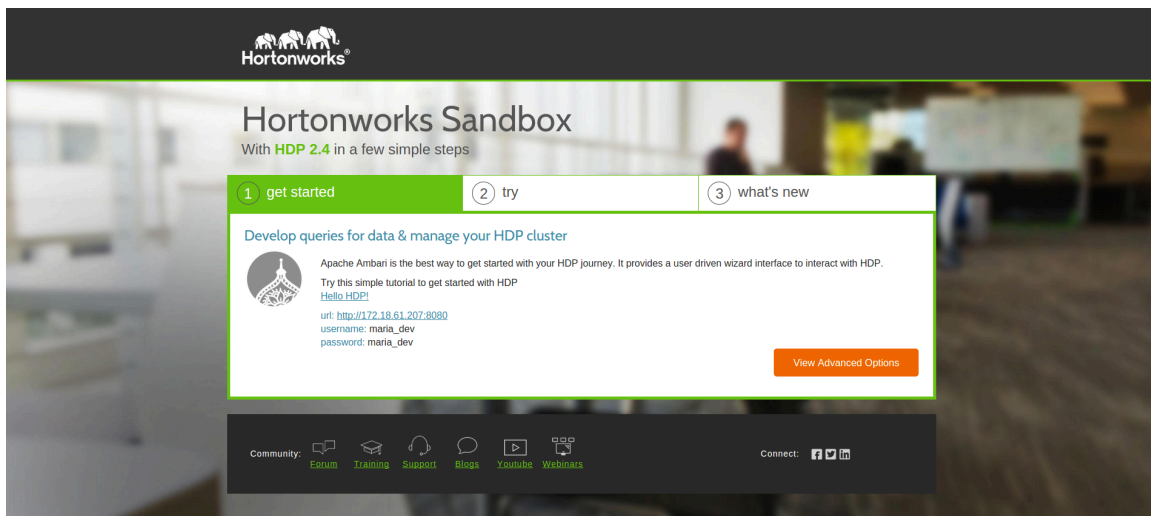 Hortonworks®
Hortonworks Sandbox
With HDP 2.4 in a few simple steps
1 get started
2 try
3 what's new
Develop queries for data & manage your HDP cluster
Apache Ambari is the best way to get started with your HDP journey. It provides a user driven wizard interface to interact with HDP.
Try this simple tutorial to get started with HDP
Hello HDP!
url: http://172.18.61.207:8080
username: maria_dev
password: maria_dev
View Advanced Options
Community: Forum Training Support Blogs Youtube Webinars
Connect: